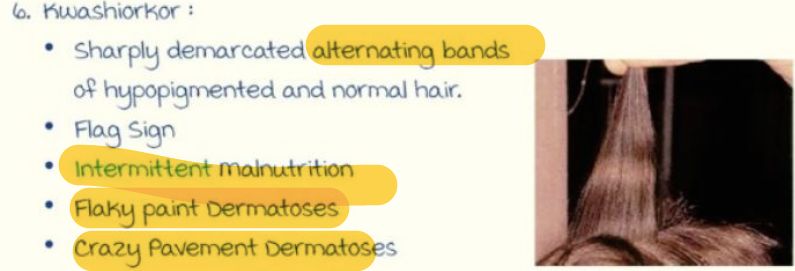 6. Kwashiorkor :
• Sharply demarcated alternating bands
of hypopigmented and normal hair.
• Flag Sign
• Intermittent malnutrition
• Flaky paint Dermatoses
• Crazy Pavement Dermatoses